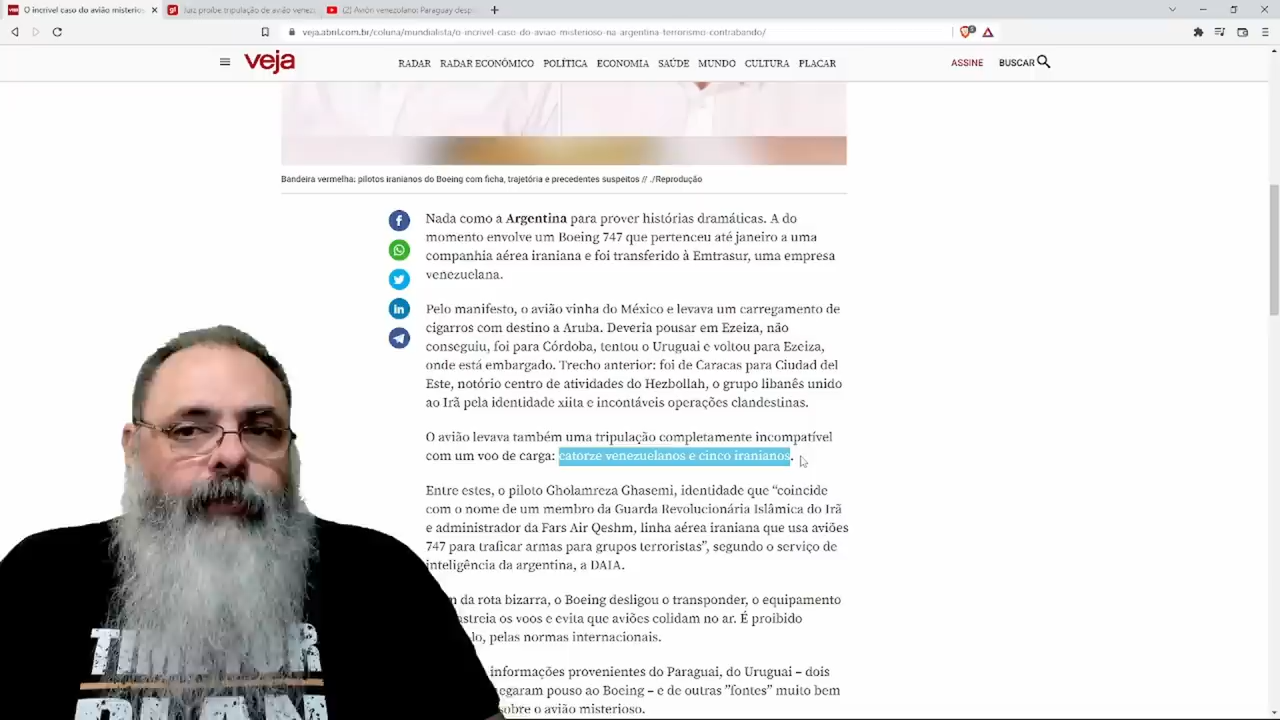 O incrível caso do avião misterios
Juiz proíbe tripulação de avião venezu
(2) Avión venezolano: Paraguay desp
veja.abril.com.br/coluna/mundialista/o-incrivel-caso-do-aviao-misterioso-na-argentina-terrorismo-contrabando/
veja
RADAR RADAR ECONÔMICO POLÍTICA ECONOMIA SAÚDE MUNDO CULTURA PLACAR
ASSINE BUSCAR
Bandeira vermelha: pilotos iranianos do Boeing com ficha, trajetória e precedentes suspeitos // ./Reprodução
Nada como a Argentina para prover histórias dramáticas. A do
momento envolve um Boeing 747 que pertenceu até janeiro a uma
companhia aérea iraniana e foi transferido à Emtrasur, uma empresa
venezuelana.
Pelo manifesto, o avião vinha do México e levava um carregamento de
cigarros com destino a Aruba. Deveria pousar em Ezeiza, não
conseguiu, foi para Córdoba, tentou o Uruguai e voltou para Ezeiza,
onde está embargado. Trecho anterior: foi de Caracas para Ciudad del
Este, notório centro de atividades do Hezbollah, o grupo libanês unido
ao Irã pela identidade xiita e incontáveis operações clandestinas.
O avião levava também uma tripulação completamente incompatível
com um voo de carga: catorze venezuelanos e cinco iranianos.
Entre estes, o piloto Gholamreza Ghasemi, identidade que “coincide
com o nome de um membro da Guarda Revolucionária Islâmica do Irã
e administrador da Fars Air Qeshm, linha aérea iraniana que usa aviões
747 para traficar armas para grupos terroristas”, segundo o serviço de
inteligência da argentina, a DAIA.
da rota bizarra, o Boeing desligou o transponder, o equipamento
os voos e evita que aviões colidam no ar. É proibido
pelas normas internacionais.
informações provenientes do Paraguai, do Uruguai – dois
pouso ao Boeing – e de outras ”fontes” muito bem
sobre o avião misterioso.